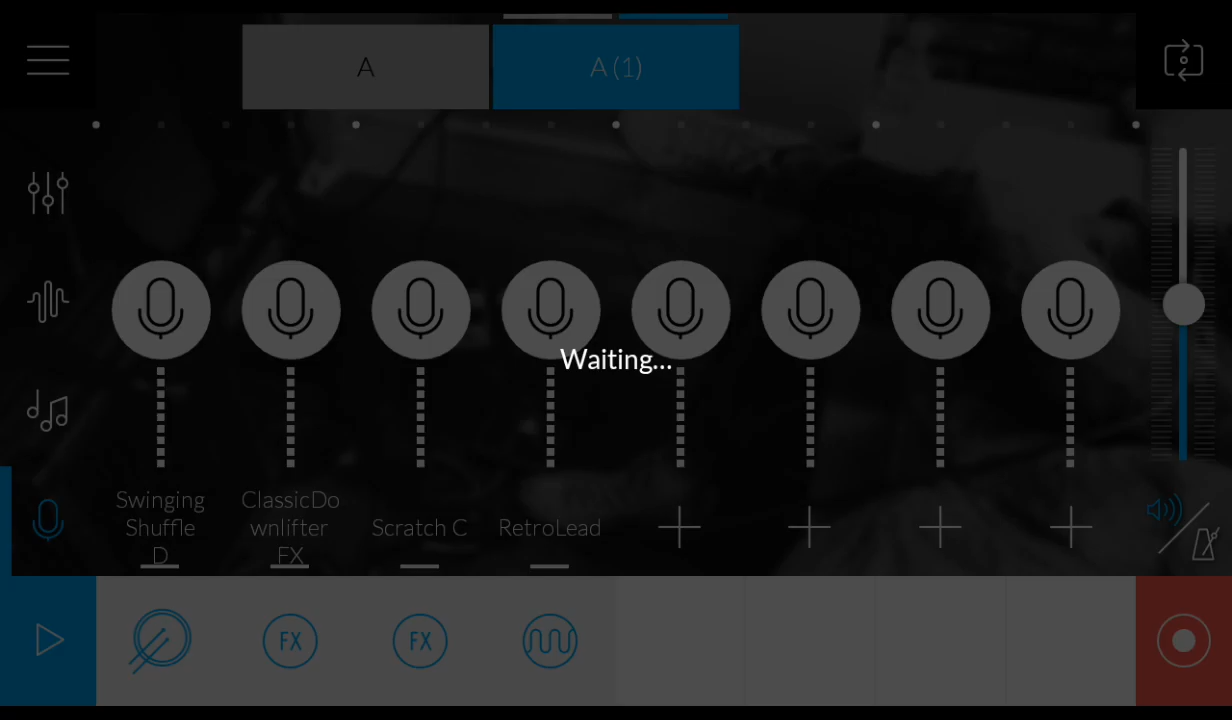 A
A (1)
Waiting...
Swinging
Shuffle
D
ClassicDo
wnlifter
FX
Scratch C
RetroLead
FX
FX